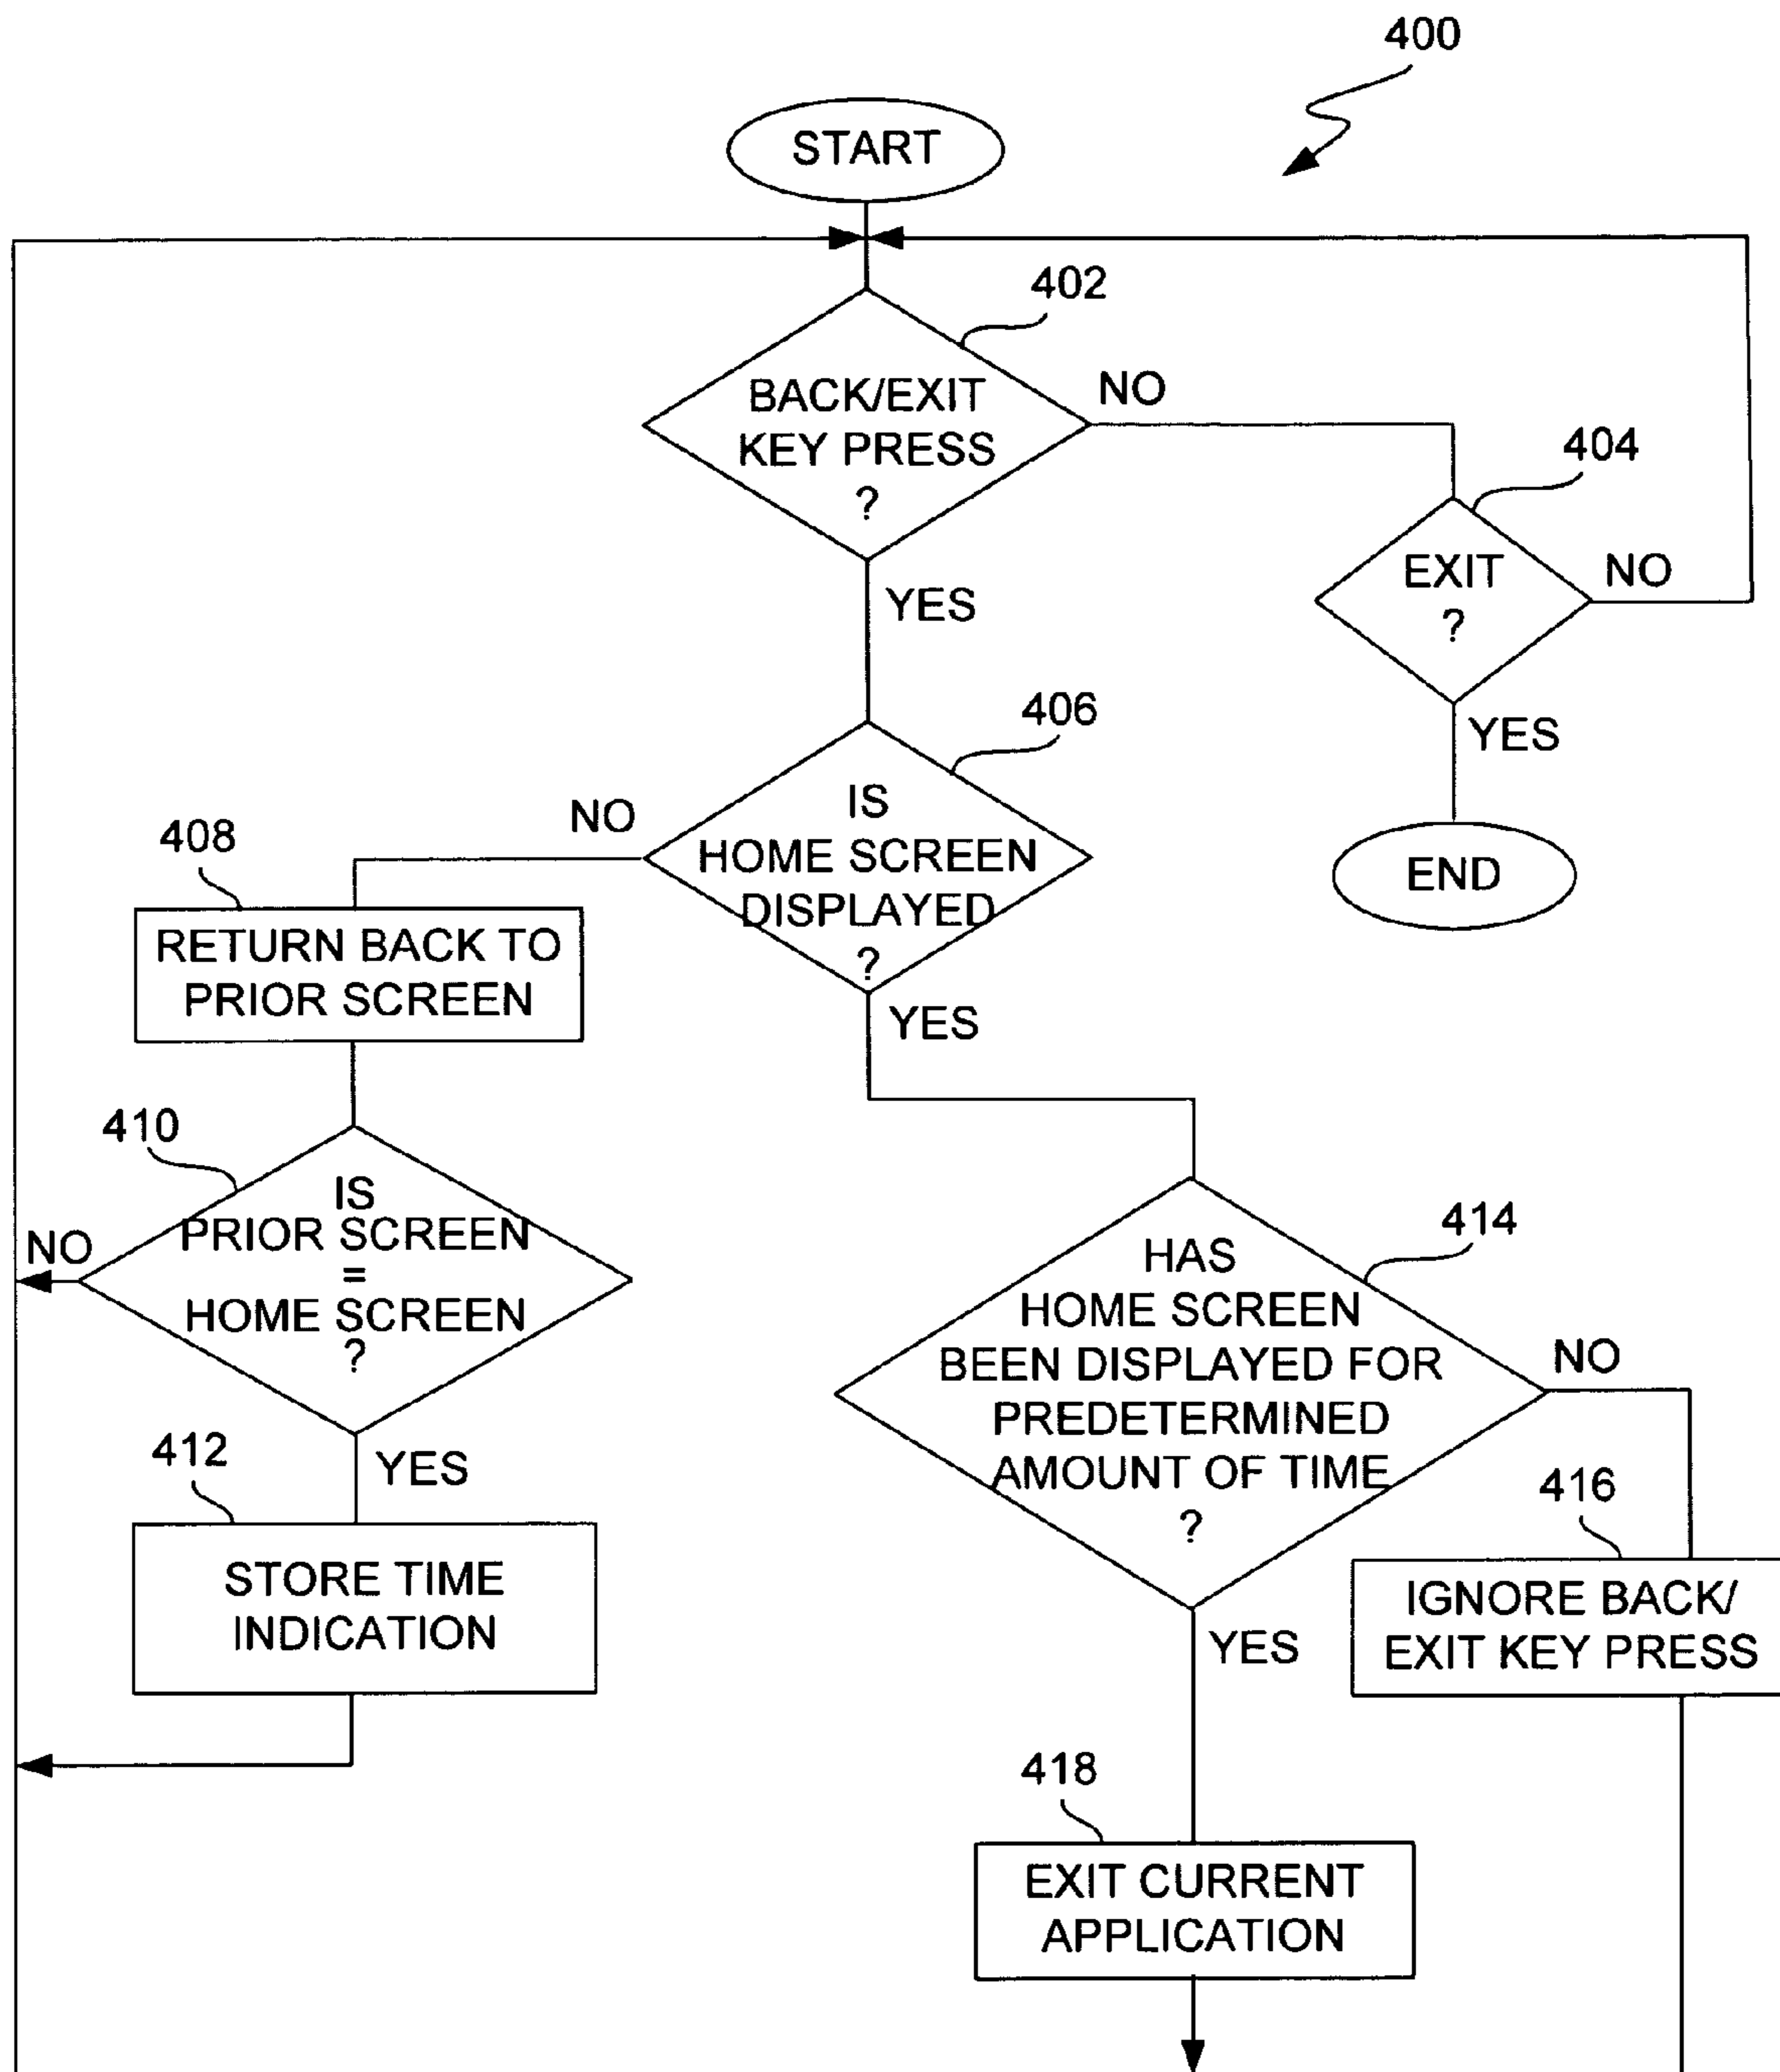 400
START
402
BACK/EXIT
KEY PRESS
?
NO
404
EXIT
?
NO
YES
YES
END
406
IS
HOME SCREEN
DISPLAYED
?
NO
YES
408
RETURN BACK TO
PRIOR SCREEN
410
IS
PRIOR SCREEN
=
HOME SCREEN
?
NO
YES
412
STORE TIME
INDICATION
414
HAS
HOME SCREEN
BEEN DISPLAYED FOR
PREDETERMINED
AMOUNT OF TIME
?
NO
YES
416
IGNORE BACK/
EXIT KEY PRESS
418
EXIT CURRENT
APPLICATION